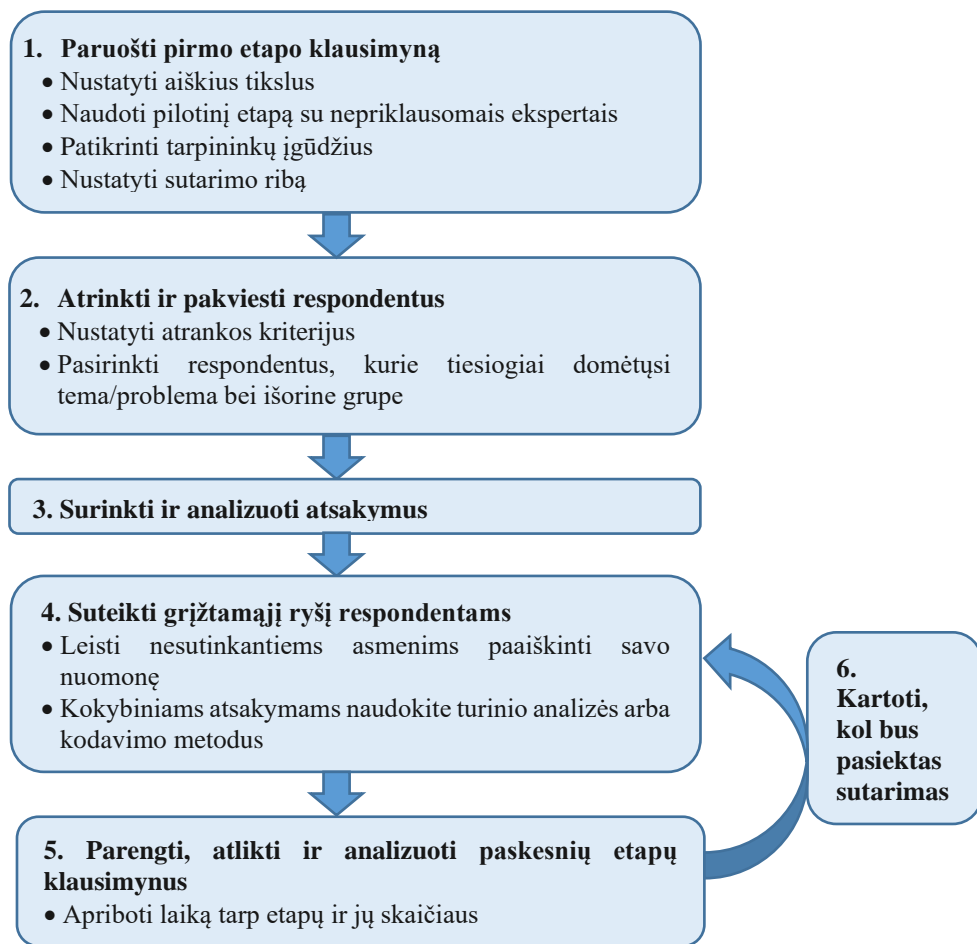 1. Paruošti pirmo etapo klausimyną
• Nustatyti aiškius tikslus
• Naudoti pilotinį etapą su nepriklausomais ekspertais
• Patikrinti tarpininkų įgūdžius
• Nustatyti sutarimo ribą
2. Atrinkti ir pakviesti respondentus
• Nustatyti atrankos kriterijus
• Pasirinkti respondentus, kurie tiesiogiai domėtųsi
tema/problema bei išorine grupe
3. Surinkti ir analizuoti atsakymus
4. Suteikti grįžtamąjį ryšį respondentams
• Leisti nesutinkantiems asmenims paaiškinti savo
nuomonę
• Kokybiniams atsakymams naudokite turinio analizės arba
kodavimo metodus
5. Parengti, atlikti ir analizuoti paskesnių etapų
klausimynus
• Apriboti laiką tarp etapų ir jų skaičiaus
6.
Kartoti,
kol bus
pasiektas
sutarimas